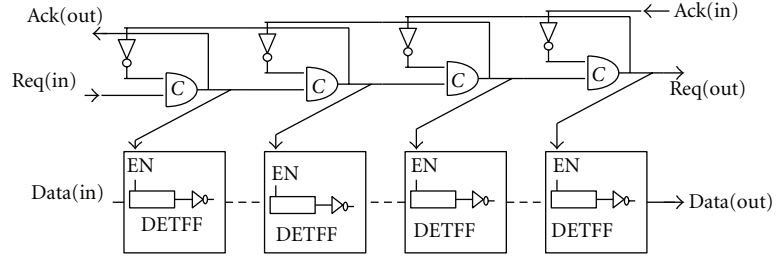 Ack(out)
Ack(in)
Req(in)
C
C
C
C
Req(out)
EN
EN
EN
EN
Data(in)
Data(out)
DETFF
DETFF
DETFF
DETFF